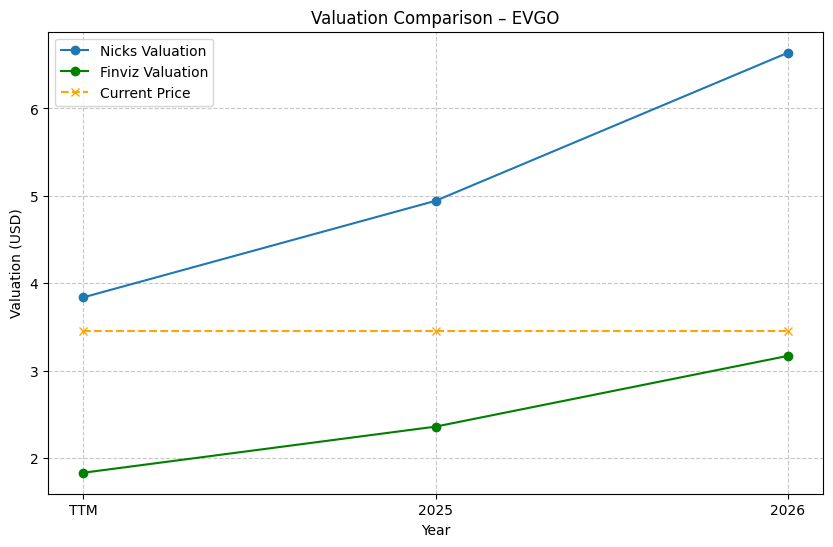 Valuation Comparison – EVGO
Nicks Valuation
Finviz Valuation
Current Price
Valuation (USD)
6
5
4
3
2
TTM
2025
2026
Year